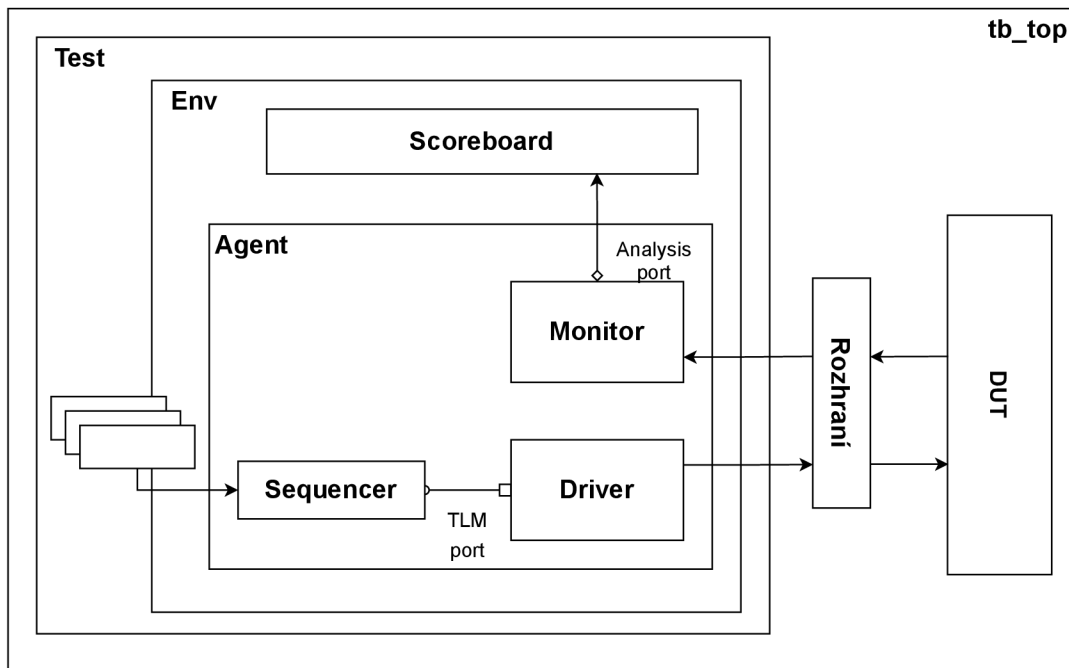 tb_top
Test
Env
Scoreboard
Agent
Analysis
port
Monitor
Rozhraní
DUT
Sequencer
Driver
TLM
port